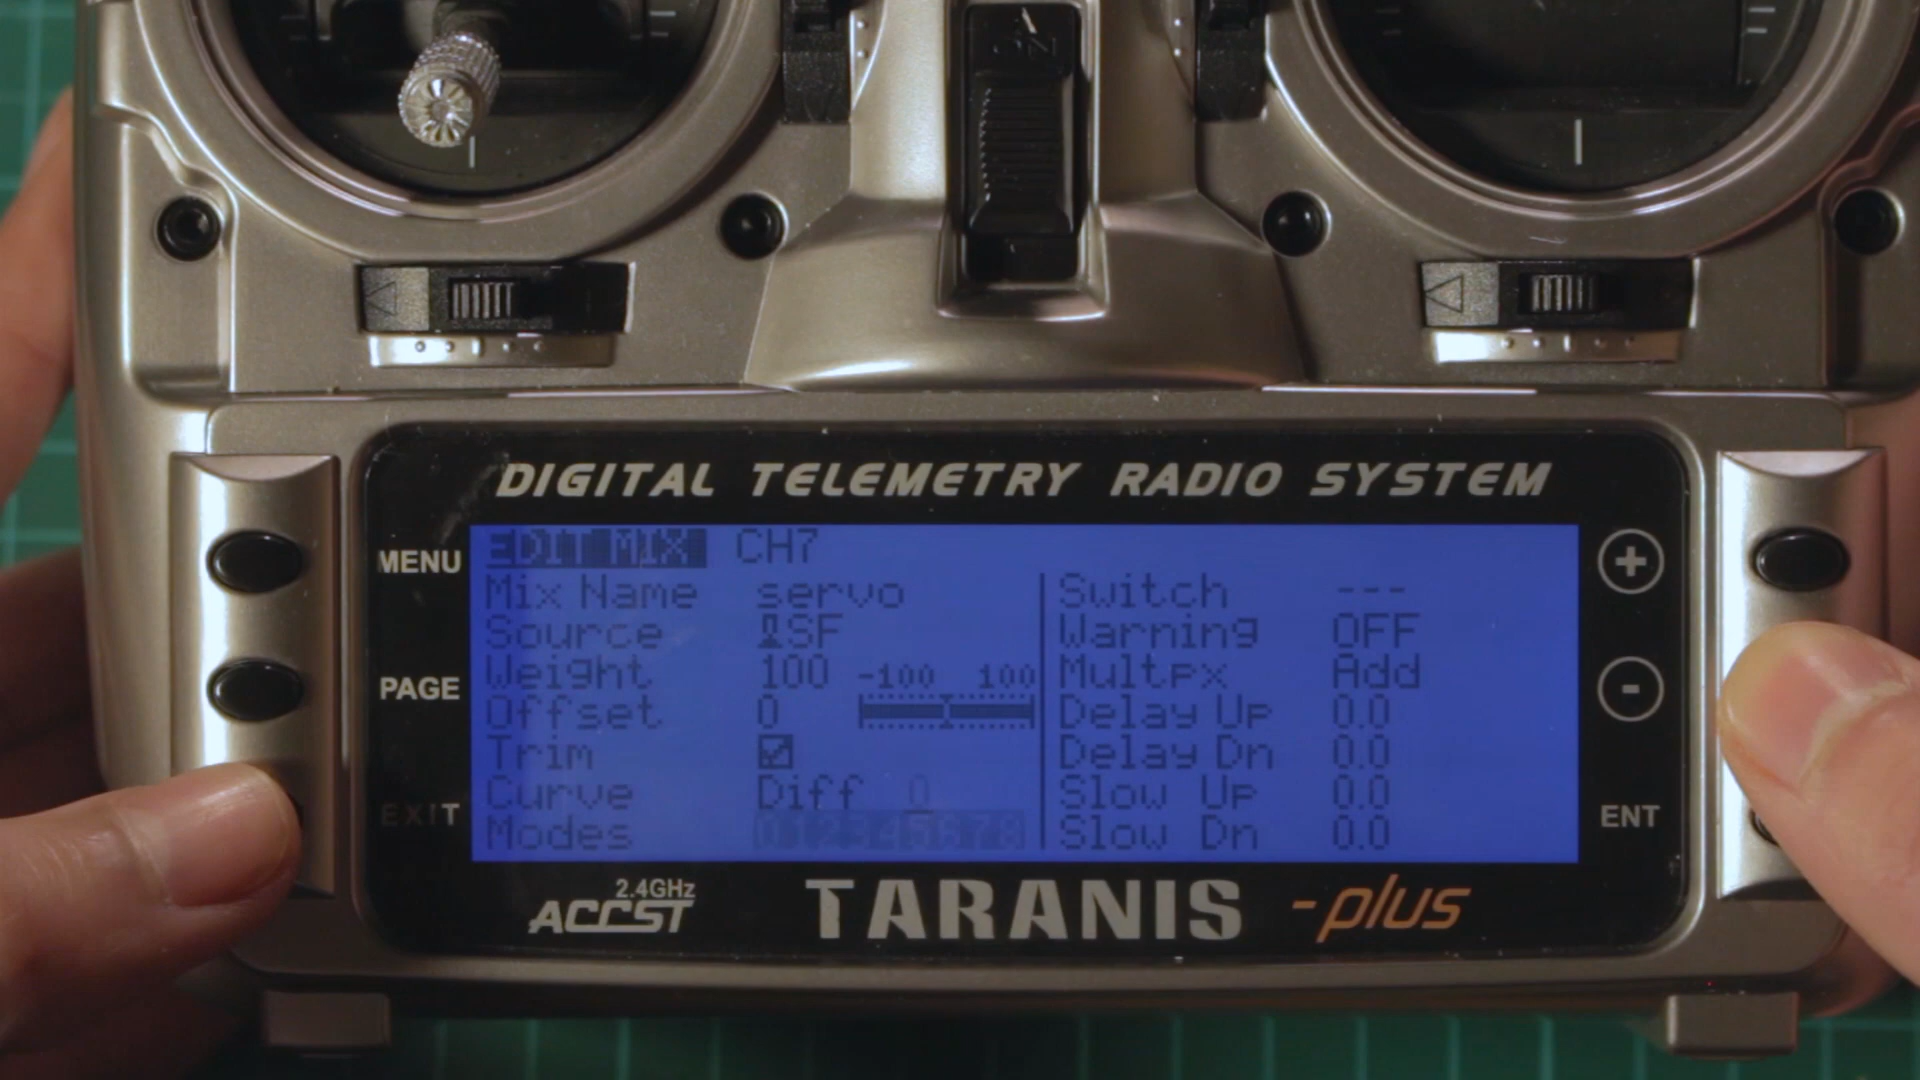 ON
DIGITAL TELEMETRY RADIO SYSTEM
MENU
PAGE
EXIT
EDIT MIX CH7
Mix Name servo
Source SF
Weight 100 -100 100
Offset 0
Trim
Curve Diff 0
Modes 012345678
Switch ---
Warning OFF
Multpx Add
Delay Up 0.0
Delay Dn 0.0
Slow Up 0.0
Slow Dn 0.0
+
-
ENT
2.4GHz
ACCST
TARANIS -plus